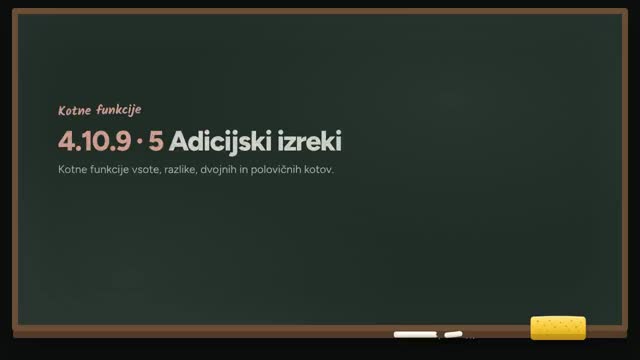 Kotne funkcije
4.10.9 · 5 Adicijski izreki
Kotne funkcije vsote, razlike, dvojnih in polovičnih kotov.